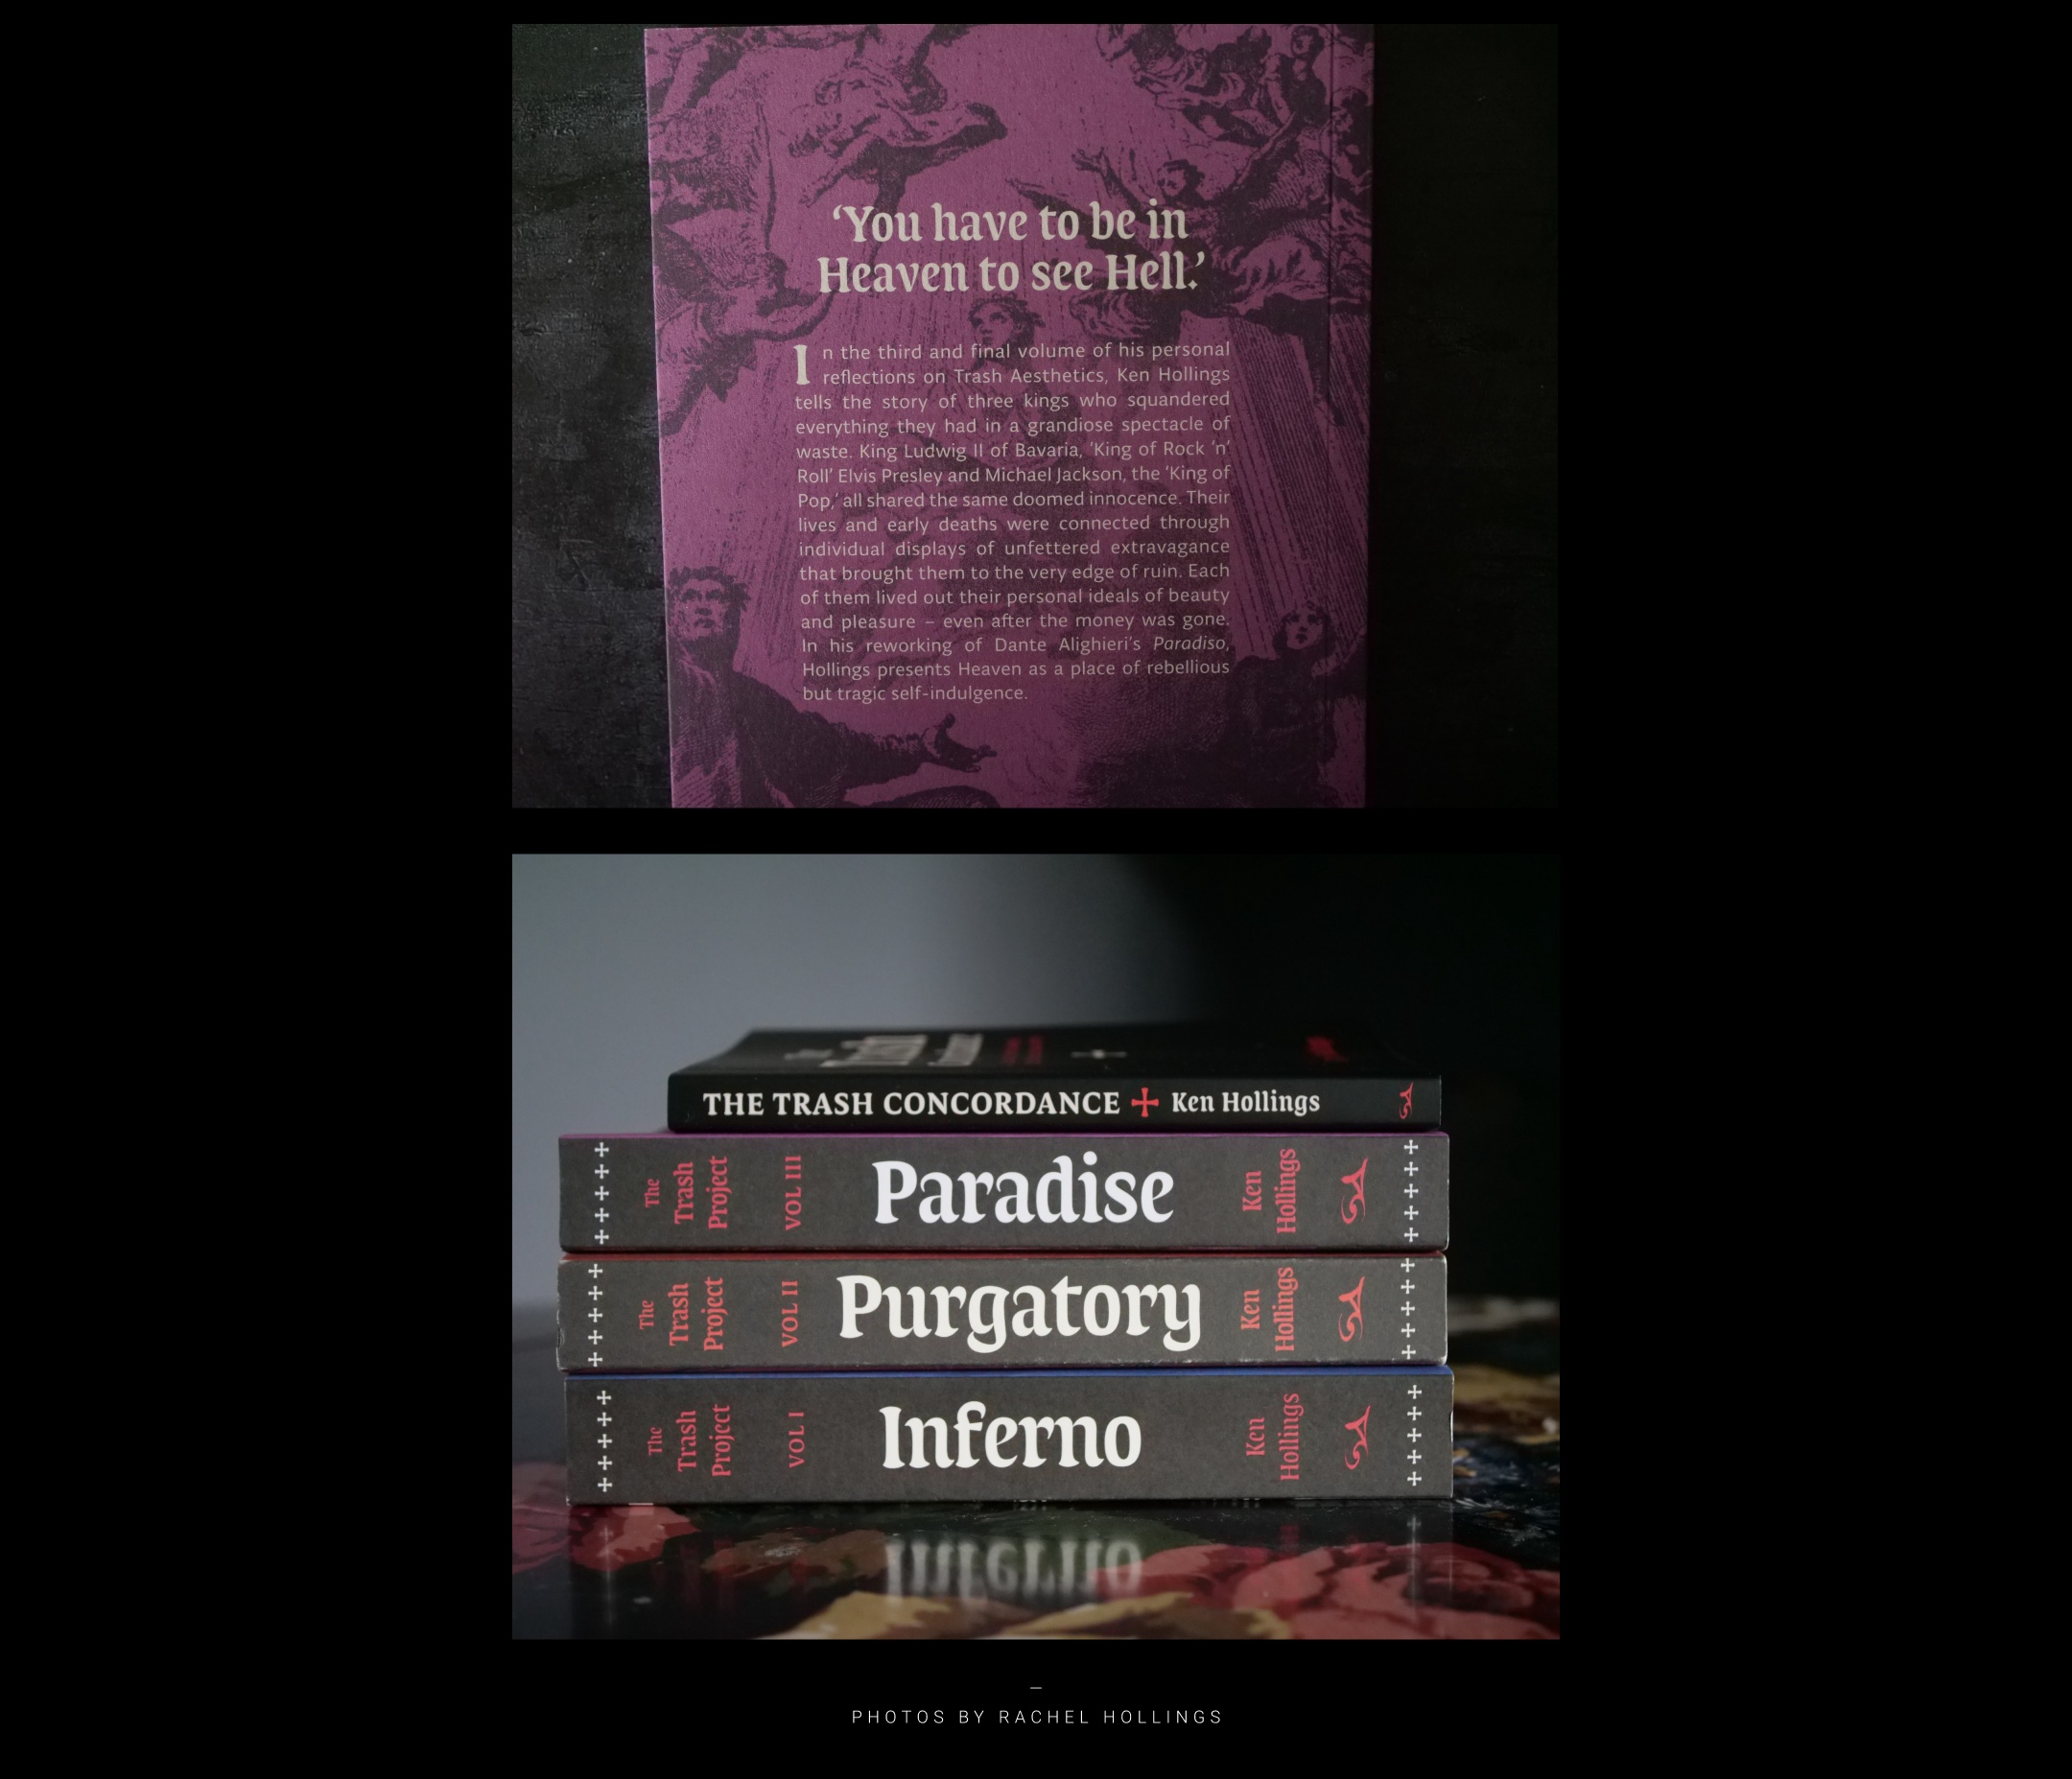 ‘You have to be in
Heaven to see Hell.’
In the third and final volume of his personal
reflections on Trash Aesthetics, Ken Hollings
tells the story of three kings who squandered
everything they had in a grandiose spectacle of
waste. King Ludwig II of Bavaria, ‘King of Rock ‘n’
Roll’ Elvis Presley and Michael Jackson, the ‘King of
Pop,’ all shared the same doomed innocence. Their
lives and early deaths were connected through
individual displays of unfettered extravagance
that brought them to the very edge of ruin. Each
of them lived out their personal ideals of beauty
and pleasure – even after the money was gone.
In his reworking of Dante Alighieri’s Paradiso,
Hollings presents Heaven as a place of rebellious
but tragic self-indulgence.
THE TRASH CONCORDANCE Ken Hollings
The Trash Project VOL III Paradise Ken Hollings
The Trash Project VOL II Purgatory Ken Hollings
The Trash Project VOL I Inferno Ken Hollings
PHOTOS BY RACHEL HOLLINGS